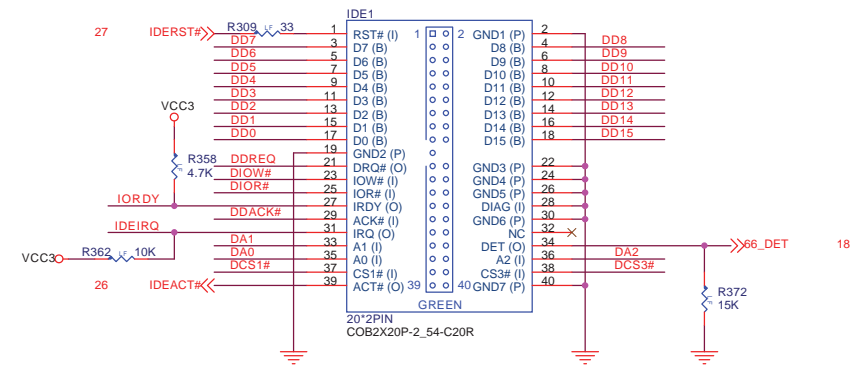 IDE1
R309 LF 33
27 IDERST# 1 RST# (I) 1 2 GND1 (P) 2
DD7 3 D7 (B) D8 (B) 4 DD8
DD6 5 D6 (B) D9 (B) 6 DD9
DD5 7 D5 (B) D10 (B) 8 DD10
DD4 9 D4 (B) D11 (B) 10 DD11
DD3 11 D3 (B) D12 (B) 12 DD12
VCC3 DD2 13 D2 (B) D13 (B) 14 DD13
DD1 15 D1 (B) D14 (B) 16 DD14
DD0 17 D0 (B) D15 (B) 18 DD15
19 GND2 (P)
R358 DDREQ 21 DRQ# (O) GND3 (P) 22
4.7K DIOW# 23 IOW# (I) GND4 (P) 24
DIOR# 25 IOR# (I) GND5 (P) 26
IORDY 27 IRDY (O) DIAG (I) 28
DDACK# 29 ACK# (I) GND6 (P) 30
IDEIRQ 31 IRQ (O) NC 32
DA1 33 A1 (I) DET (O) 34 66_DET 18
VCC3 R362 LF 10K DA0 35 A0 (I) A2 (I) 36 DA2
DCS1# 37 CS1# (I) CS3# (I) 38 DCS3#
26 IDEACT# 39 ACT# (O) 39 40 GND7 (P) 40
R372
15K
GREEN
20*2PIN
COB2X20P-2_54-C20R